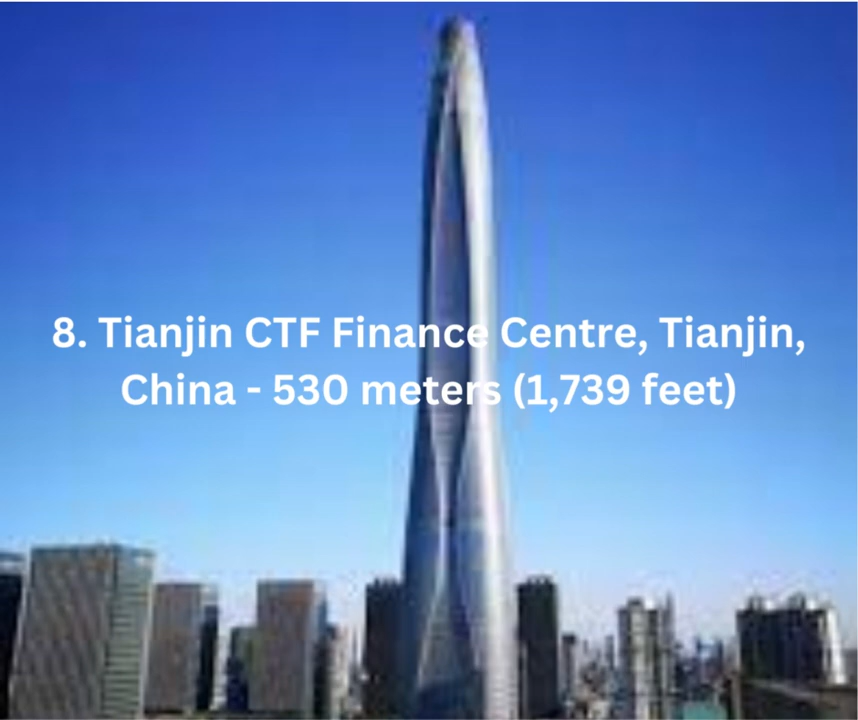 8. Tianjin CTF Finance Centre, Tianjin,
China - 530 meters (1,739 feet)